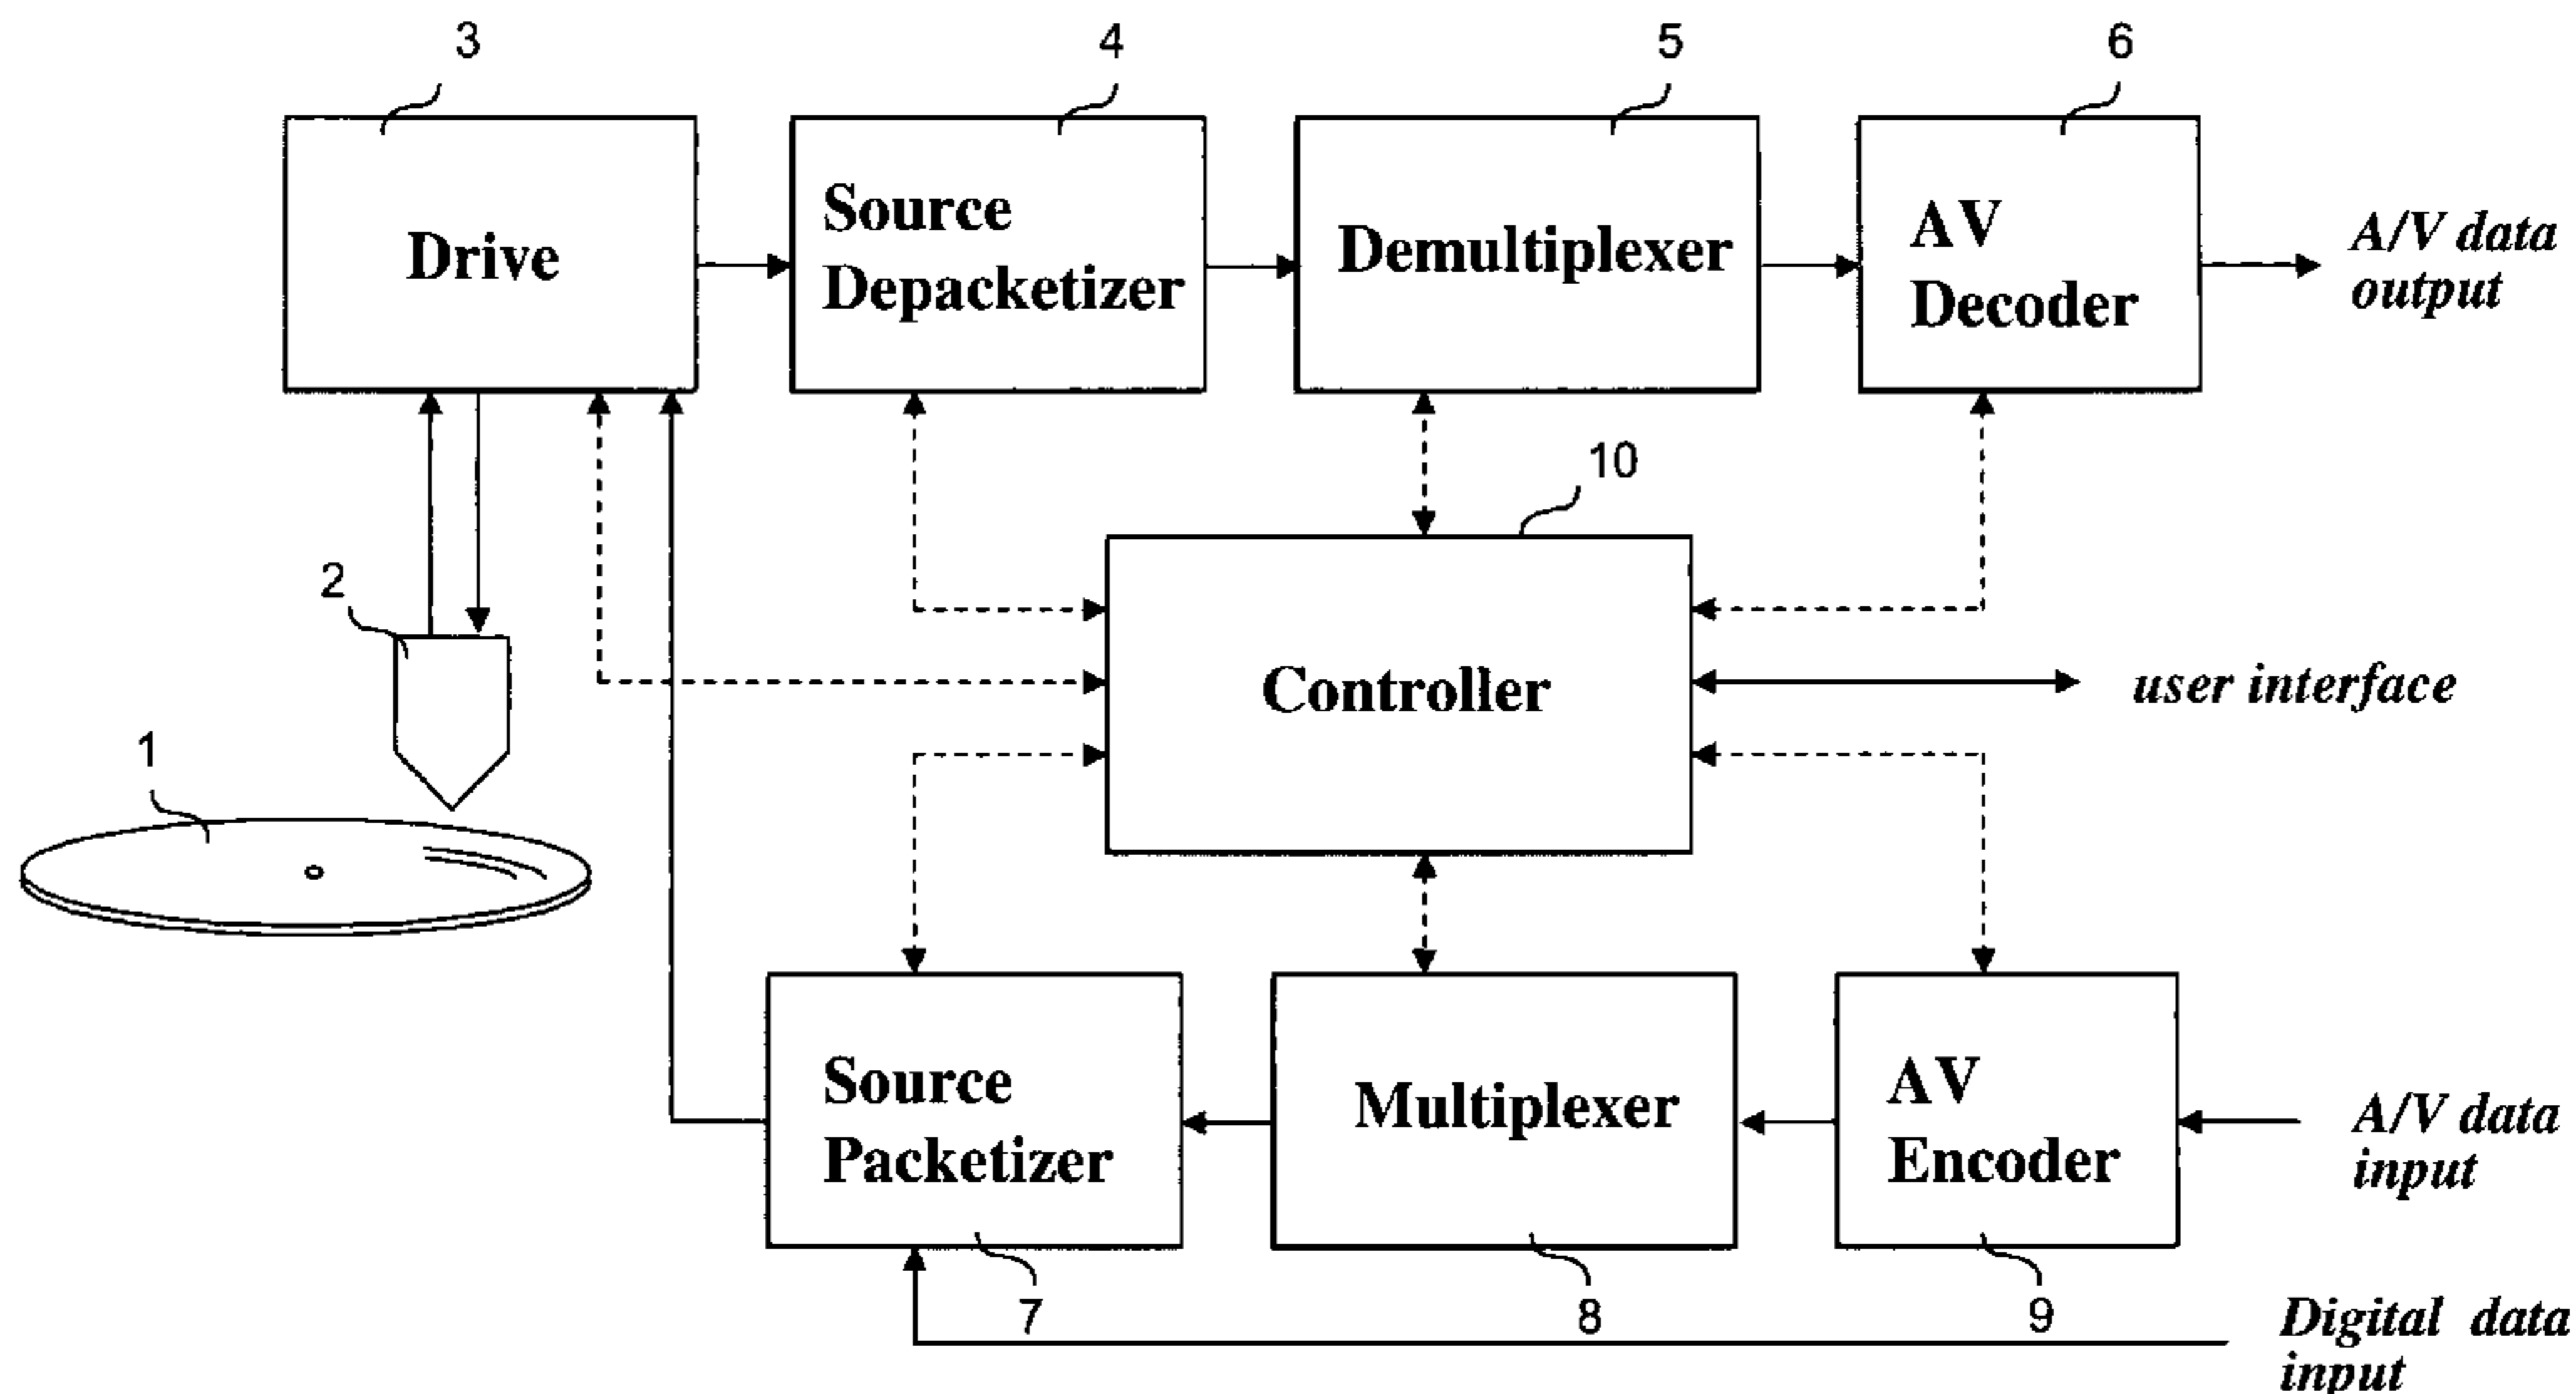 3
4
5
6
Drive
Source
Depacketizer
Demultiplexer
AV
Decoder
A/V data
output
10
2
Controller
user interface
1
Source
Packetizer
Multiplexer
AV
Encoder
A/V data
input
7
8
9
Digital data
input